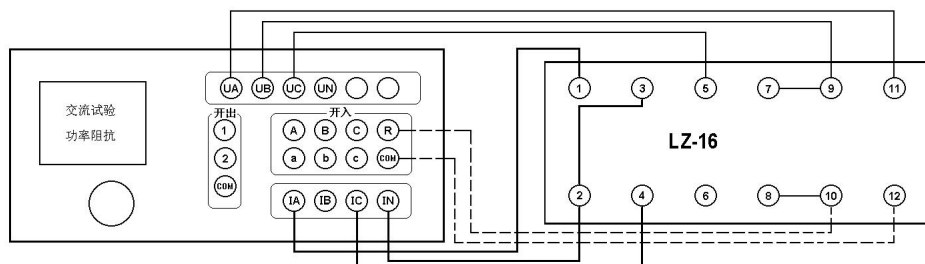 UA UB UC UN
交流试验
功率阻抗
开出
1
2
COM
开入
A B C R
a b c COM
IA IB IC IN
1 3 5 7 9 11
LZ-16
2 4 6 8 10 12